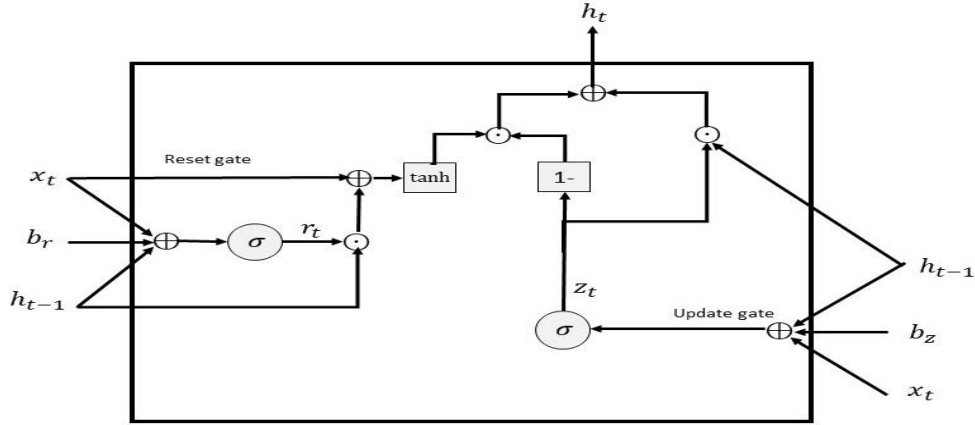 h_t
Reset gate
x_t
tanh
1-
b_r
σ
r_t
h_{t-1}
h_{t-1}
z_t
Update gate
σ
b_z
x_t